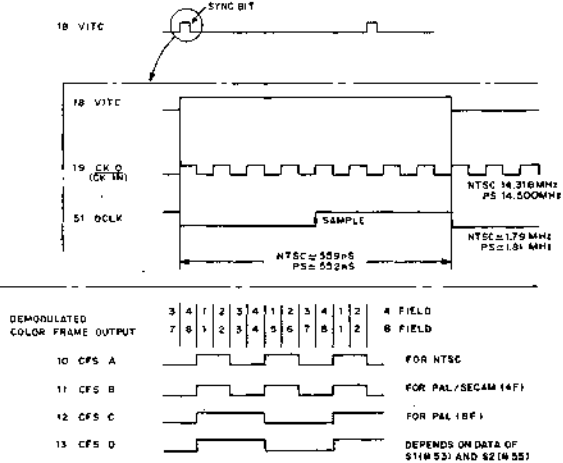 SYNC BIT
18 VITC
18 VITC
19 CK O
(CK IN)
NTSC 14.318MHz
PS 14.500MHz
51 BCLK
SAMPLE
NTSC≃1.79 MHz
PS≃1.81 MHz
NTSC≃559nS
PS≃552nS
DEMODULATED
COLOR FRAME OUTPUT
3 4 1 2 3 4 1 2 3 4 1 2 4 FIELD
7 8 1 2 3 4 5 6 7 8 1 2 8 FIELD
10 CFS A FOR NTSC
11 CFS B FOR PAL/SECAM (4F)
12 CFS C FOR PAL (8F)
13 CFS D DEPENDS ON DATA OF
S1(#53) AND S2(#55)